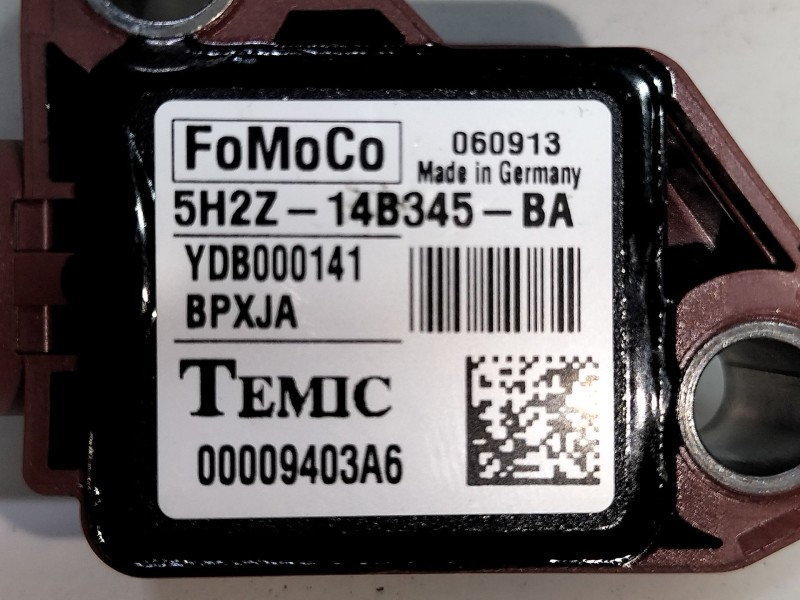 FoMoCo 060913
Made in Germany
5H2Z-14B345-BA
YDB000141
BPXJA
TEMIC
00009403A6